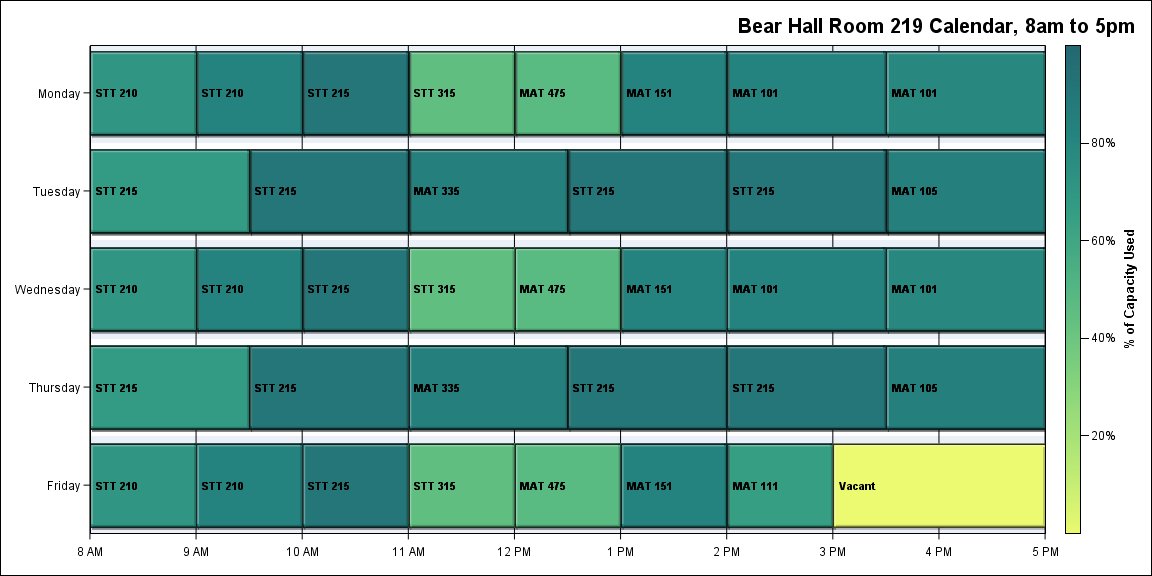 Bear Hall Room 219 Calendar, 8am to 5pm
Monday
STT 210
STT 210
STT 215
STT 315
MAT 475
MAT 151
MAT 101
MAT 101
Tuesday
STT 215
STT 215
MAT 335
STT 215
STT 215
MAT 105
Wednesday
STT 210
STT 210
STT 215
STT 315
MAT 475
MAT 151
MAT 101
MAT 101
Thursday
STT 215
STT 215
MAT 335
STT 215
STT 215
MAT 105
Friday
STT 210
STT 210
STT 215
STT 315
MAT 475
MAT 151
MAT 111
Vacant
8 AM
9 AM
10 AM
11 AM
12 PM
1 PM
2 PM
3 PM
4 PM
5 PM
80%
60%
40%
20%
% of Capacity Used